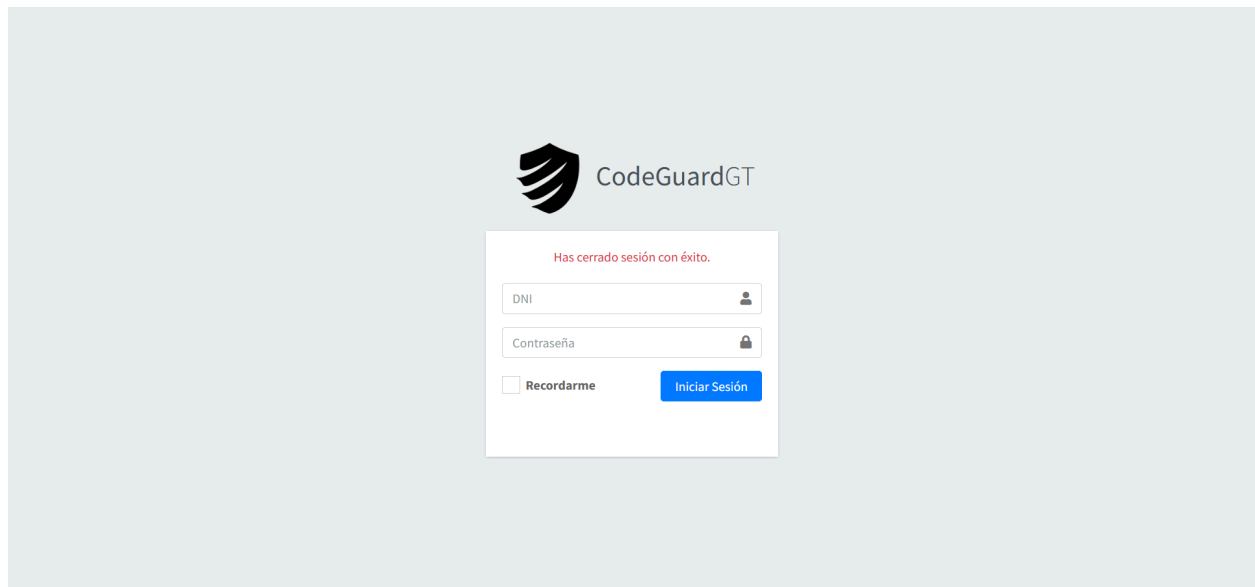 CodeGuardGT
Has cerrado sesión con éxito.
DNI
Contraseña
Recordarme
Iniciar Sesión